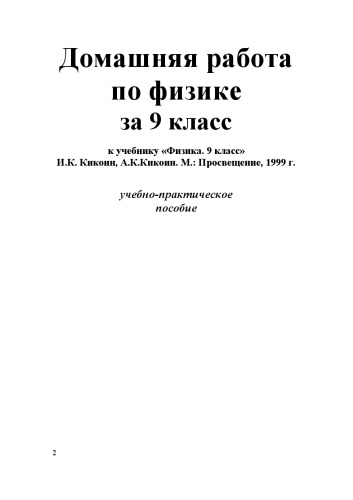 Домашняя работа
по физике
за 9 класс
к учебнику «Физика. 9 класс»
И.К. Кикоин, А.К.Кикоин. М.: Просвещение, 1999 г.
учебно-практическое
пособие
2